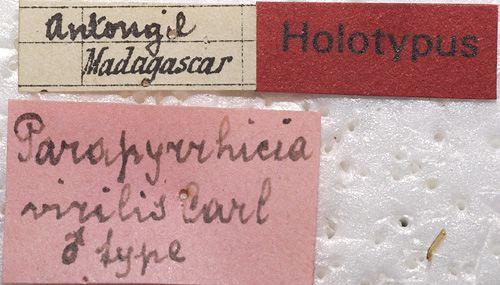 Antongil
Madagascar
Holotypus
Parapyrrhicia
virilis Carl
♂ type